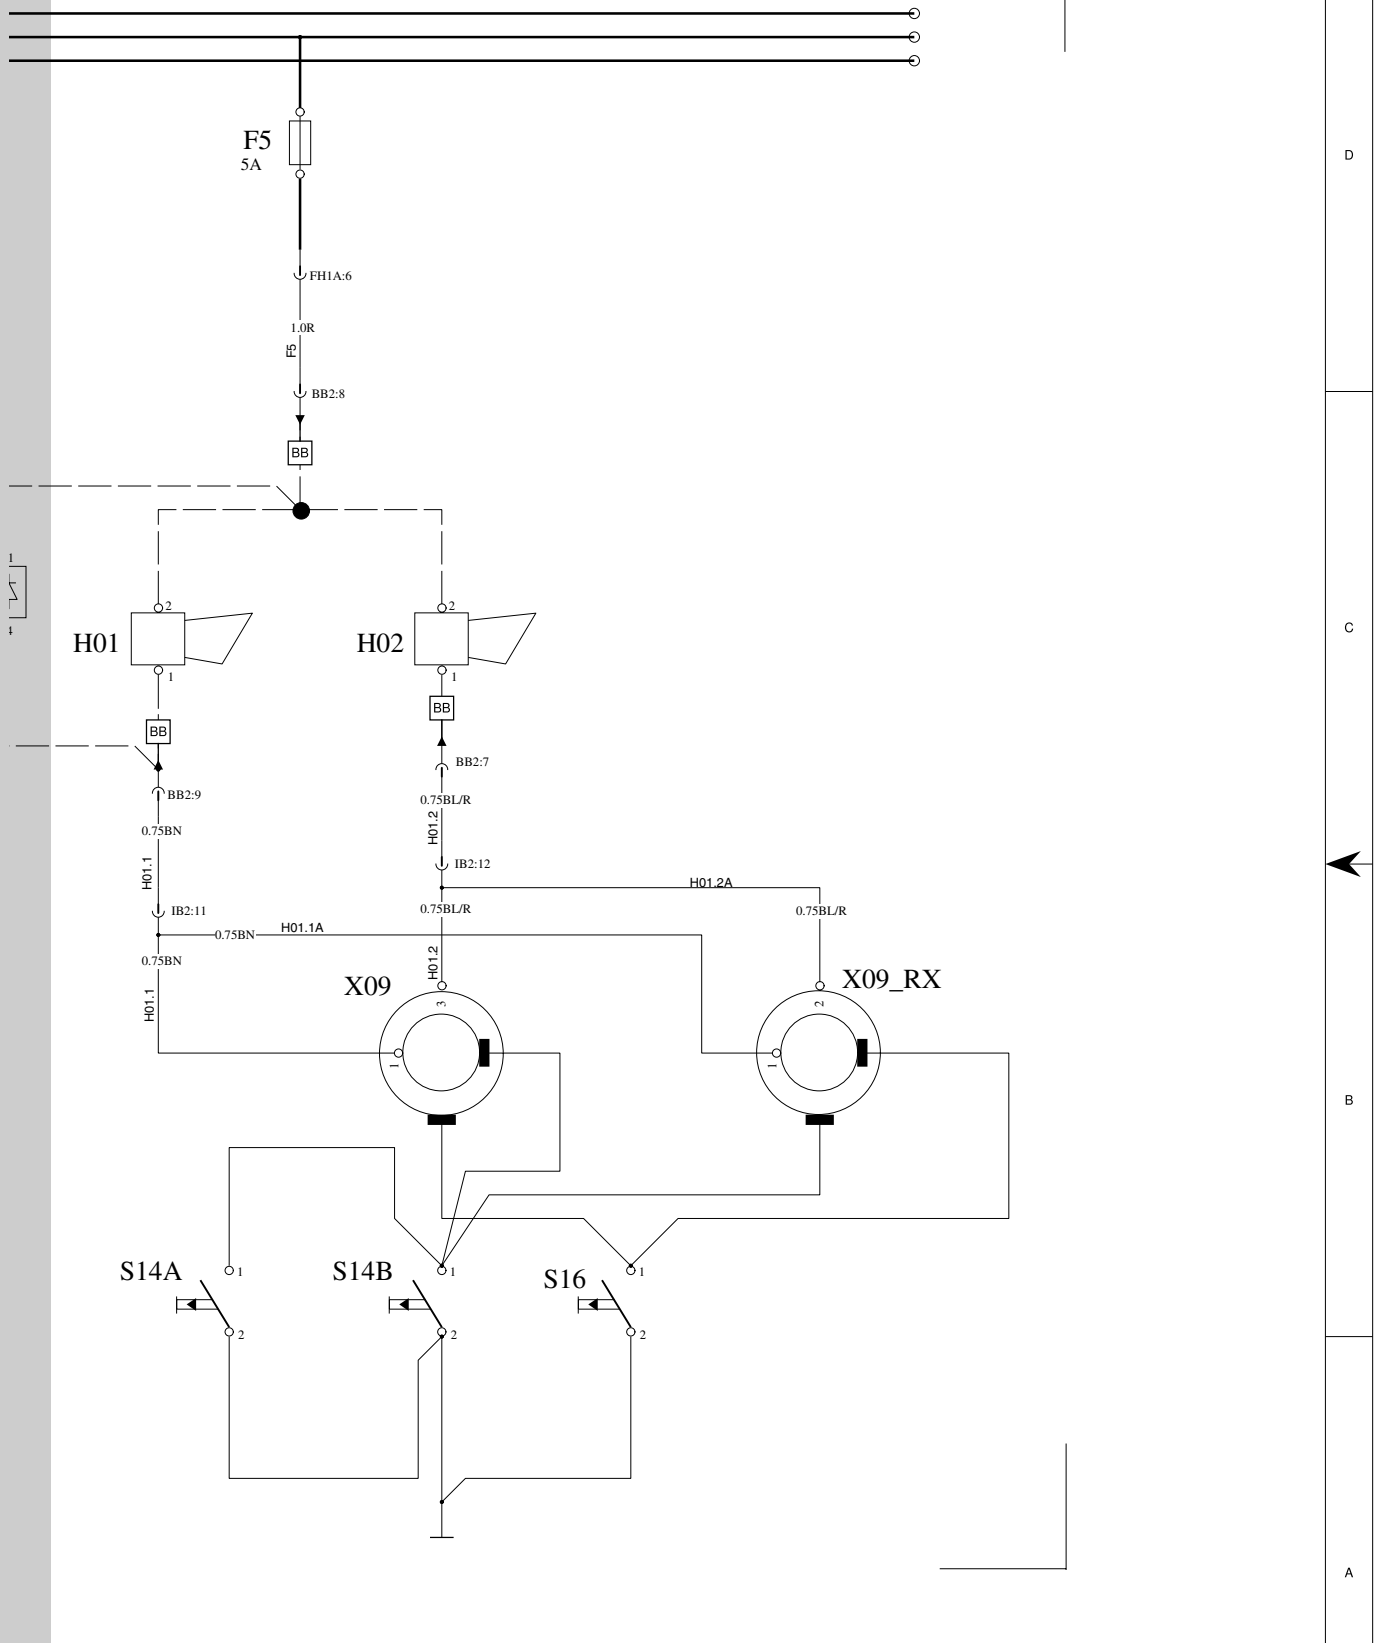 F5
5A
D
FH1A:6
1.0R
F5
BB2:8
BB
1
4
2
H01
1
2
H02
1
C
BB
BB
BB2:7
BB2:9
0.75BL/R
0.75BN
H01.2
H01.1
IB2:12
H01.2A
IB2:11
0.75BL/R
0.75BL/R
0.75BN
H01.1A
0.75BN
H01.2
H01.1
X09
X09_RX
3
2
1
1
B
S14A
1
2
S14B
1
2
S16
1
2
A